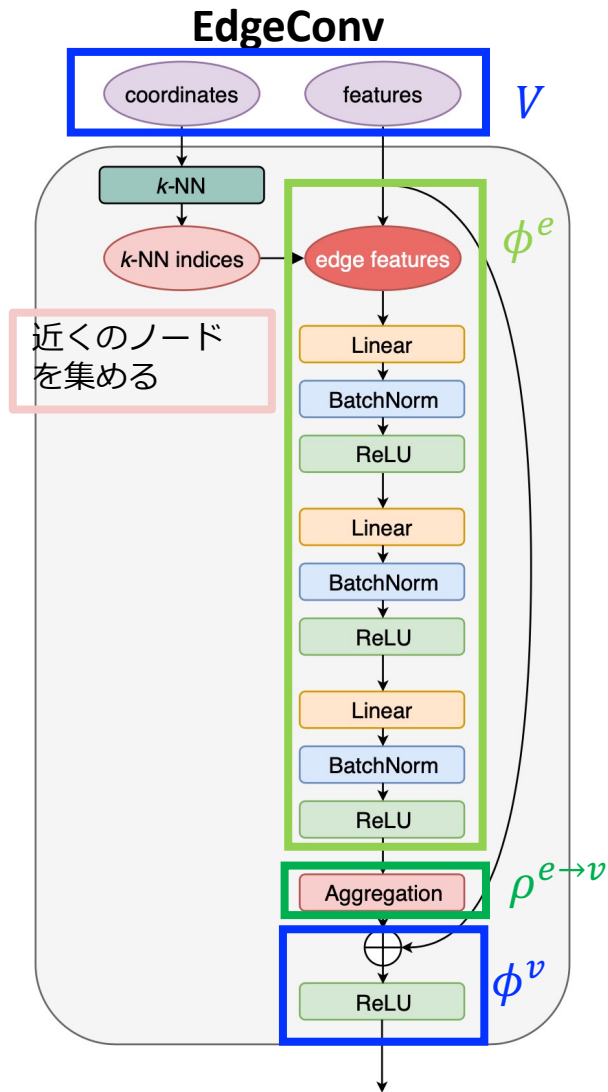 EdgeConv
coordinates
features
V
k-NN
ϕ^e
k-NN indices
edge features
近くのノード
を集める
Linear
BatchNorm
ReLU
Linear
BatchNorm
ReLU
Linear
BatchNorm
ReLU
Aggregation
ρ^{e→v}
ϕ^v
ReLU